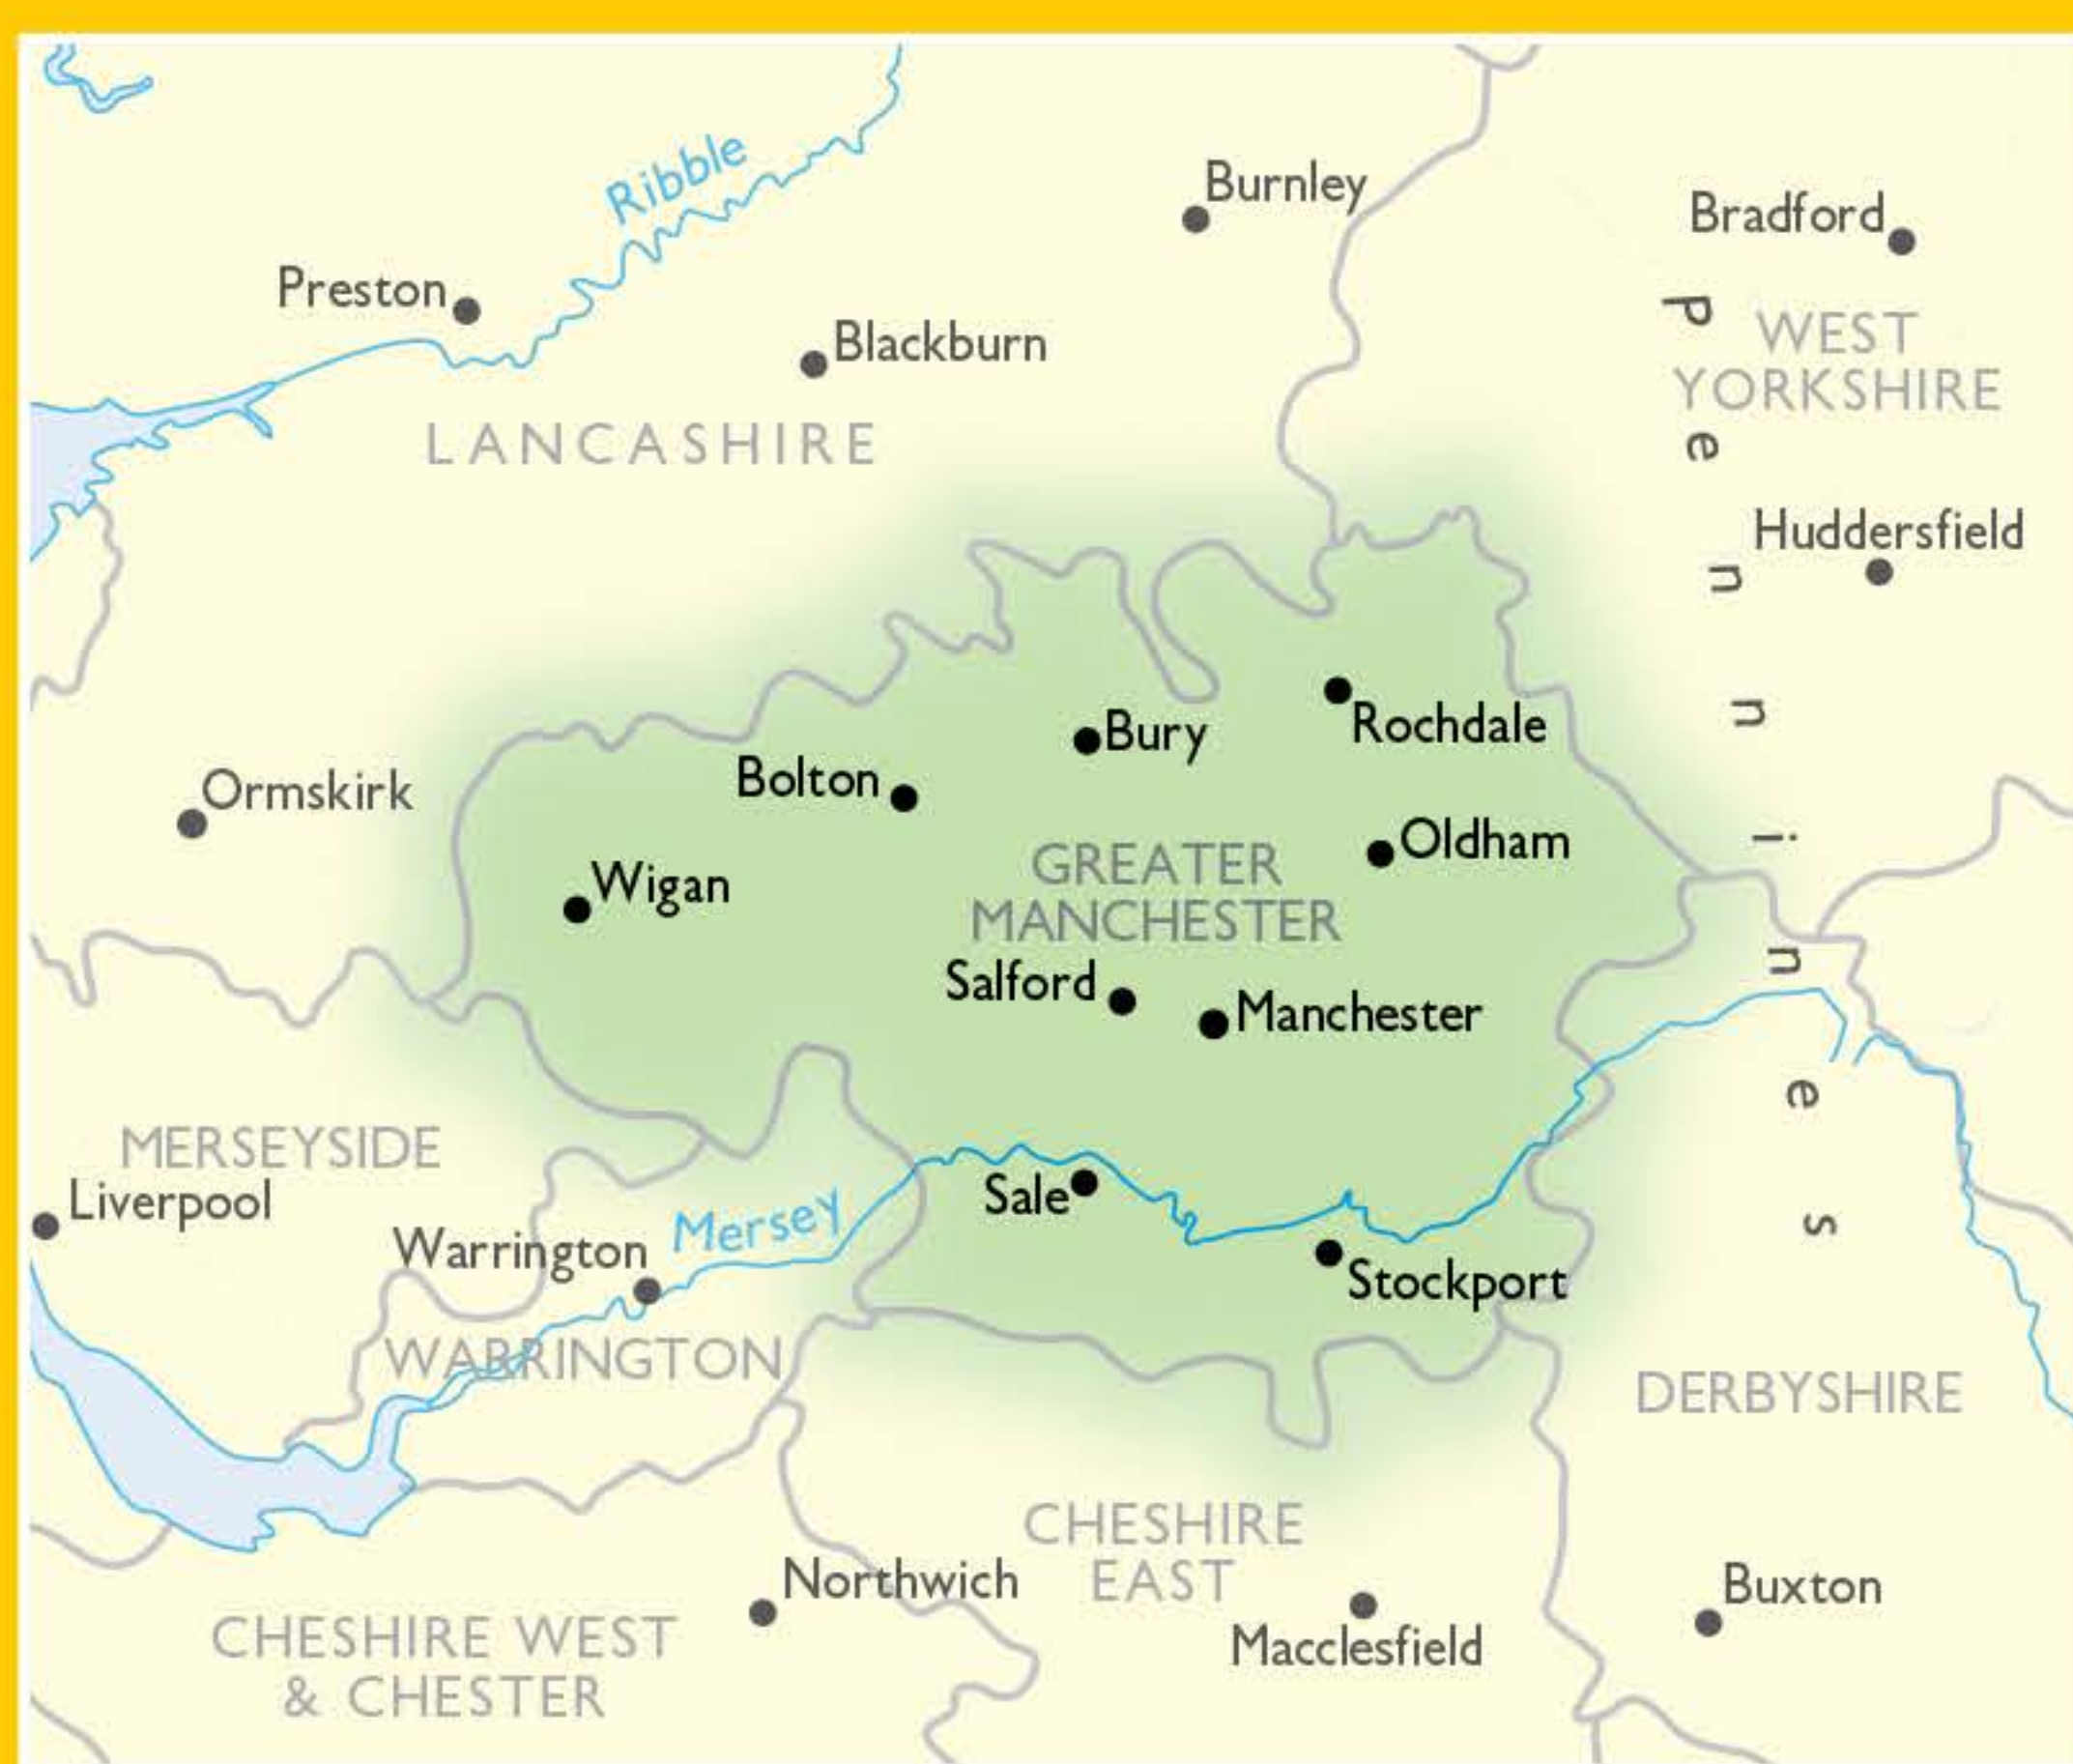 Ribble
Burnley
Bradford
Preston
Blackburn
WEST
YORKSHIRE
LANCASHIRE
Pennines
Huddersfield
Rochdale
Bury
Bolton
Ormskirk
Oldham
Wigan
GREATER
MANCHESTER
Salford
Manchester
MERSEYSIDE
Liverpool
Sale
Mersey
Warrington
Stockport
WARRINGTON
DERBYSHIRE
CHESHIRE
EAST
Northwich
Buxton
Macclesfield
CHESHIRE WEST
& CHESTER